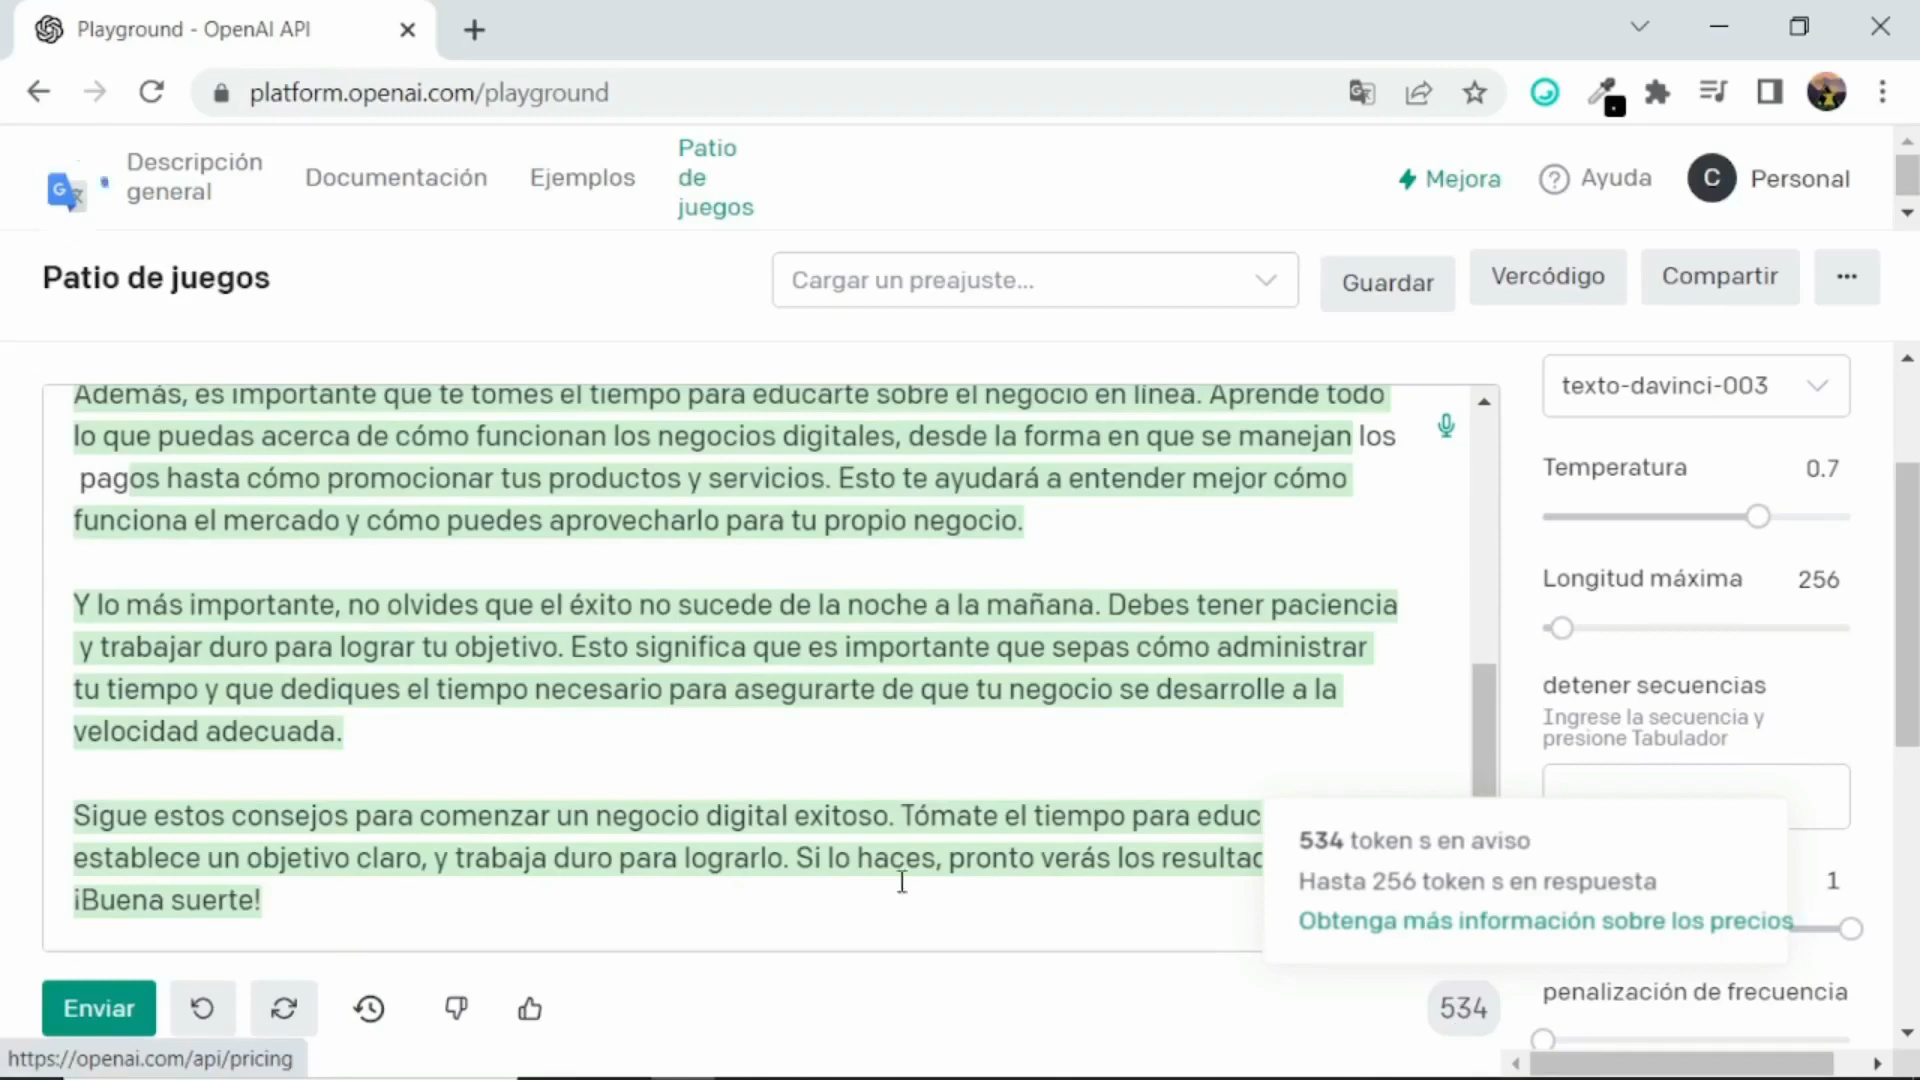 Playground - OpenAI API
platform.openai.com/playground
Descripción general
Documentación
Ejemplos
Patio de juegos
Mejora
? Ayuda
C Personal
Patio de juegos
Cargar un preajuste...
Guardar
Vercódigo
Compartir
...
Además, es importante que te tomes el tiempo para educarte sobre el negocio en línea. Aprende todo
lo que puedas acerca de cómo funcionan los negocios digitales, desde la forma en que se manejan los
pagos hasta cómo promocionar tus productos y servicios. Esto te ayudará a entender mejor cómo
funciona el mercado y cómo puedes aprovecharlo para tu propio negocio.
Y lo más importante, no olvides que el éxito no sucede de la noche a la mañana. Debes tener paciencia
y trabajar duro para lograr tu objetivo. Esto significa que es importante que sepas cómo administrar
tu tiempo y que dediques el tiempo necesario para asegurarte de que tu negocio se desarrolle a la
velocidad adecuada.
Sigue estos consejos para comenzar un negocio digital exitoso. Tómate el tiempo para educ
establece un objetivo claro, y trabaja duro para lograrlo. Si lo haces, pronto verás los resultad
¡Buena suerte!
texto-davinci-003
Temperatura 0.7
Longitud máxima 256
detener secuencias
Ingrese la secuencia y
presione Tabulador
534 token s en aviso
Hasta 256 token s en respuesta
Obtenga más información sobre los precios
1
penalización de frecuencia
Enviar
534
https://openai.com/api/pricing